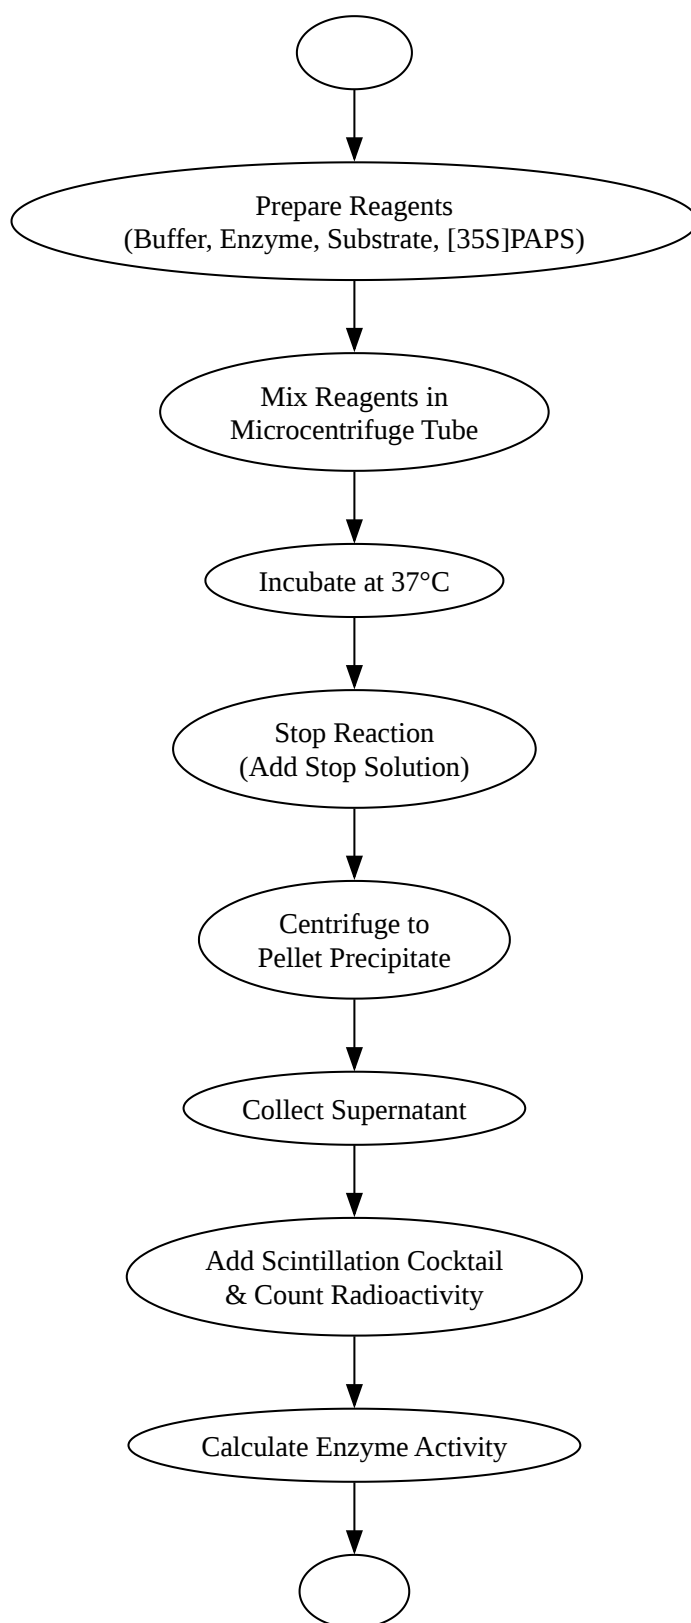 Prepare Reagents
(Buffer, Enzyme, Substrate, [35S]PAPS)
Mix Reagents in
Microcentrifuge Tube
Incubate at 37°C
Stop Reaction
(Add Stop Solution)
Centrifuge to
Pellet Precipitate
Collect Supernatant
Add Scintillation Cocktail
& Count Radioactivity
Calculate Enzyme Activity